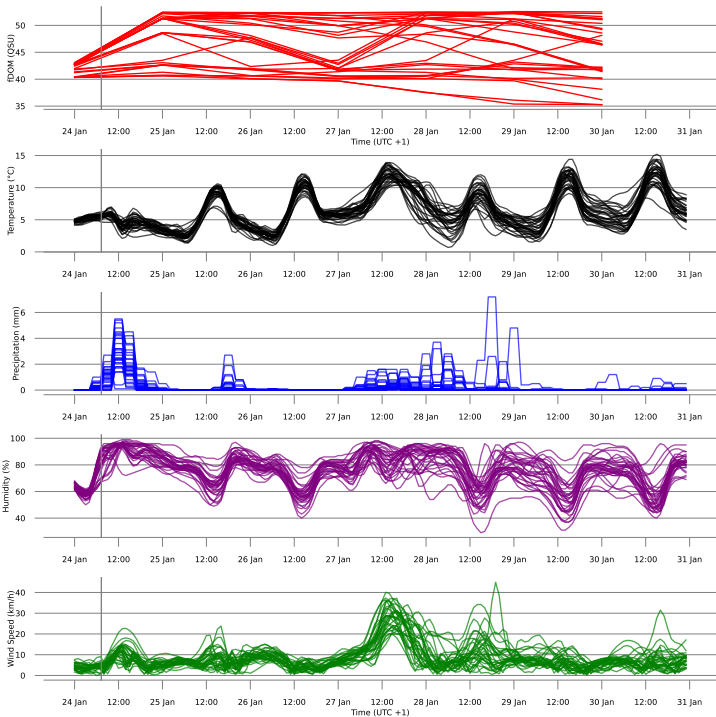 fDOM (QSU)
50
45
40
35
24 Jan 12:00 25 Jan 12:00 26 Jan 12:00 27 Jan 12:00 28 Jan 12:00 29 Jan 12:00 30 Jan 12:00 31 Jan
Time (UTC +1)
Temperature (°C)
15
10
5
0
24 Jan 12:00 25 Jan 12:00 26 Jan 12:00 27 Jan 12:00 28 Jan 12:00 29 Jan 12:00 30 Jan 12:00 31 Jan
Precipitation (mm)
6
4
2
0
24 Jan 12:00 25 Jan 12:00 26 Jan 12:00 27 Jan 12:00 28 Jan 12:00 29 Jan 12:00 30 Jan 12:00 31 Jan
Humidity (%)
100
80
60
40
24 Jan 12:00 25 Jan 12:00 26 Jan 12:00 27 Jan 12:00 28 Jan 12:00 29 Jan 12:00 30 Jan 12:00 31 Jan
Wind Speed (km/h)
40
30
20
10
0
24 Jan 12:00 25 Jan 12:00 26 Jan 12:00 27 Jan 12:00 28 Jan 12:00 29 Jan 12:00 30 Jan 12:00 31 Jan
Time (UTC +1)